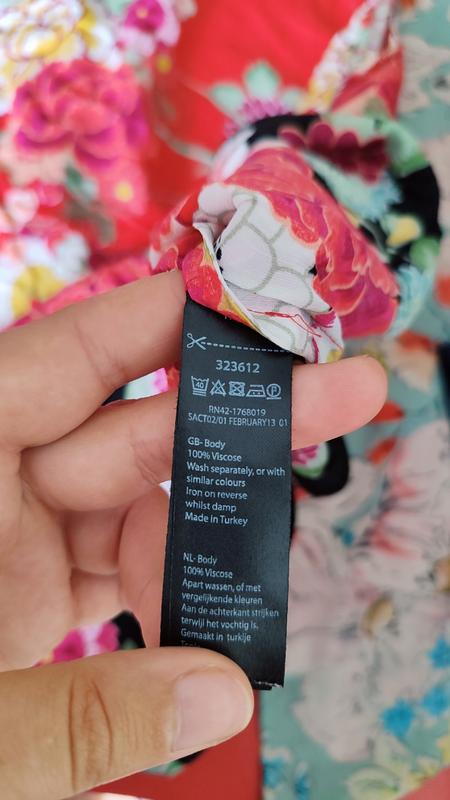 323612
40
P
RN42-1768019
SACT02/01 FEBRUARY13 01
GB- Body
100% Viscose
Wash separately, or with
similar colours
Iron on reverse
whilst damp
Made in Turkey
NL- Body
100% Viscose
Apart wassen, of met
vergelijkende kleuren
Aan de achterkant strijken
terwijl het vochtig is.
Gemaakt in turkije